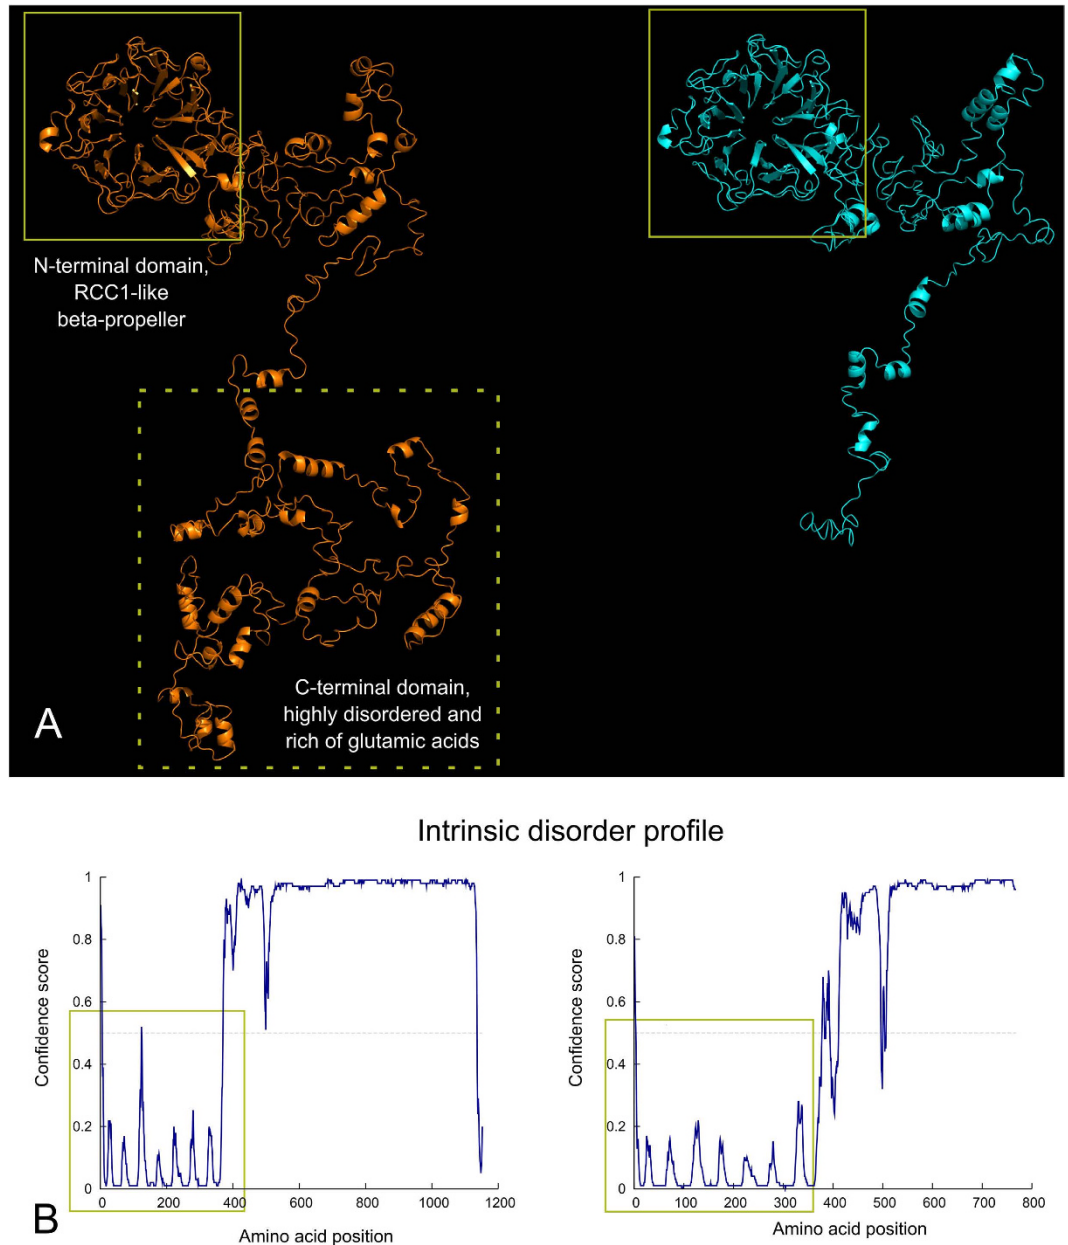 N-terminal domain,
RCC1-like
beta-propeller
C-terminal domain,
highly disordered and
rich of glutamic acids
A
Intrinsic disorder profile
1
0.8
0.6
0.4
0.2
0
Confidence score
0
200
400
600
800
1000
1200
Amino acid position
1
0.8
0.6
0.4
0.2
0
Confidence score
0
100
200
300
400
500
600
700
800
Amino acid position
B